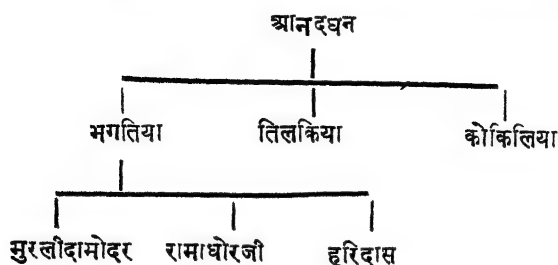 आनदघन
भगतिया तिलकिया कोकिलिया
मुरलीदामोदर रामाधोरजी हरिदास